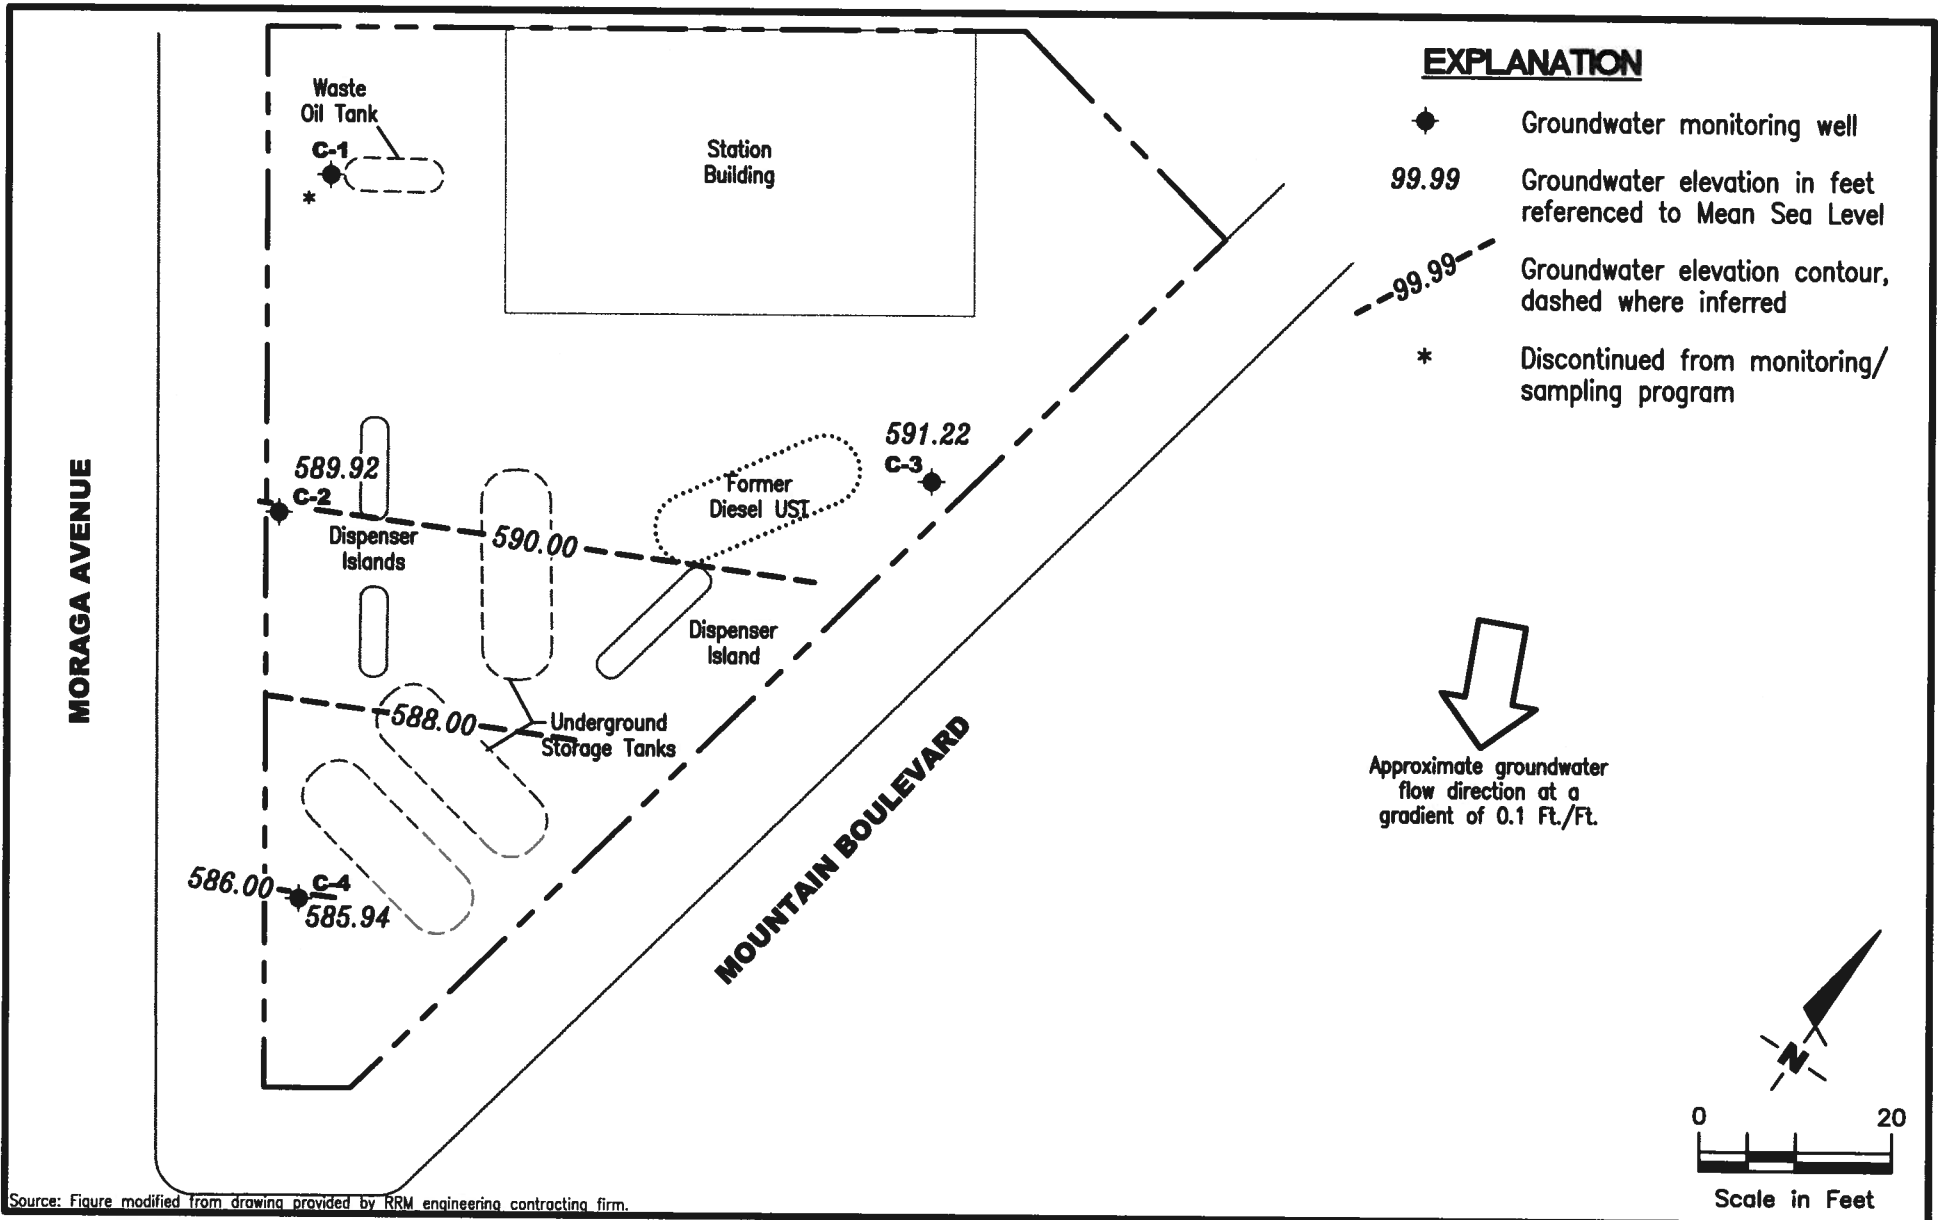 EXPLANATION
Groundwater monitoring well
99.99
Groundwater elevation in feet
referenced to Mean Sea Level
99.99
Groundwater elevation contour,
dashed where inferred
*
Discontinued from monitoring/
sampling program
Waste
Oil Tank
C-1
*
Station
Building
589.92
C-2
Dispenser
Islands
590.00
Former
Diesel UST
591.22
C-3
Dispenser
Island
588.00
Underground
Storage Tanks
586.00
C-4
585.94
MORAGA AVENUE
MOUNTAIN BOULEVARD
Approximate groundwater
flow direction at a
gradient of 0.1 Ft./Ft.
N
0 20
Scale in Feet
Source: Figure modified from drawing provided by RRM engineering contracting firm.